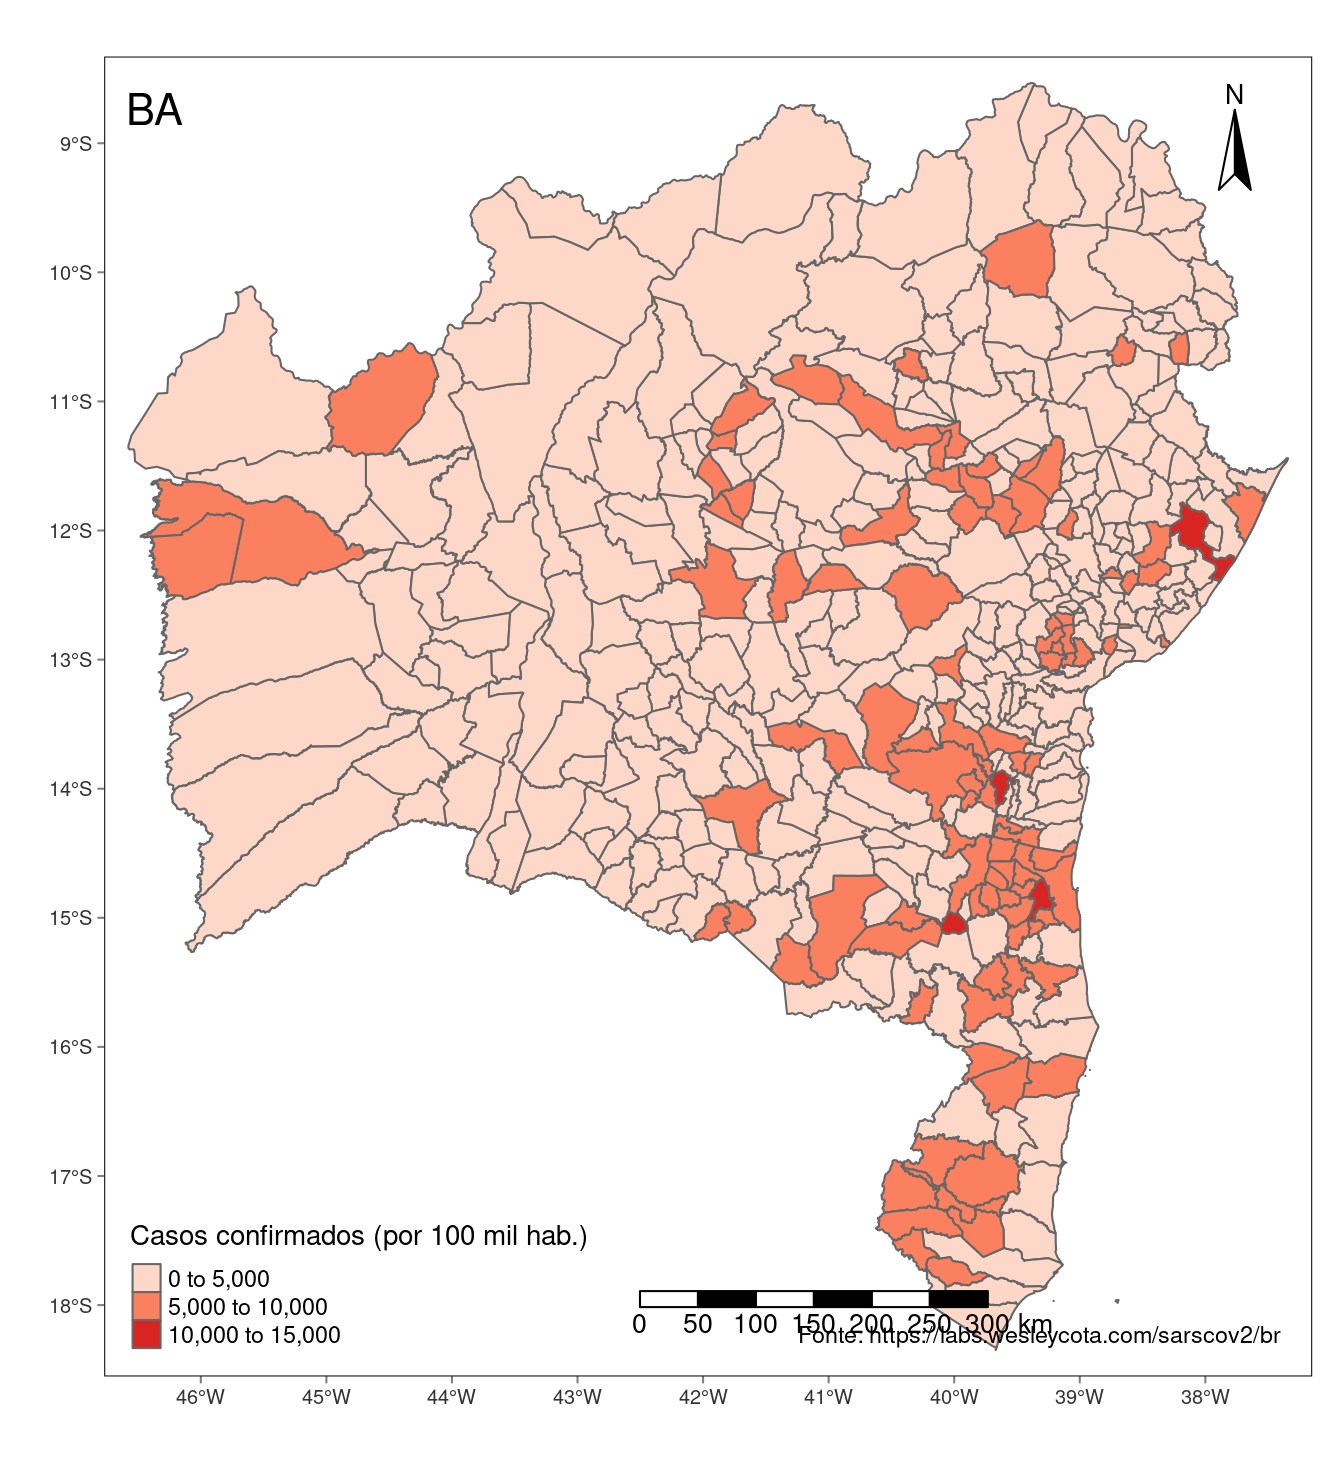 BA
N
9°S
10°S
11°S
12°S
13°S
14°S
15°S
16°S
17°S
18°S
Casos confirmados (por 100 mil hab.)
0 to 5,000
5,000 to 10,000
10,000 to 15,000
0 50 100 150 200 250 300 km
Fonte: https://labs.wesleycota.com/sarscov2/br
46°W 45°W 44°W 43°W 42°W 41°W 40°W 39°W 38°W